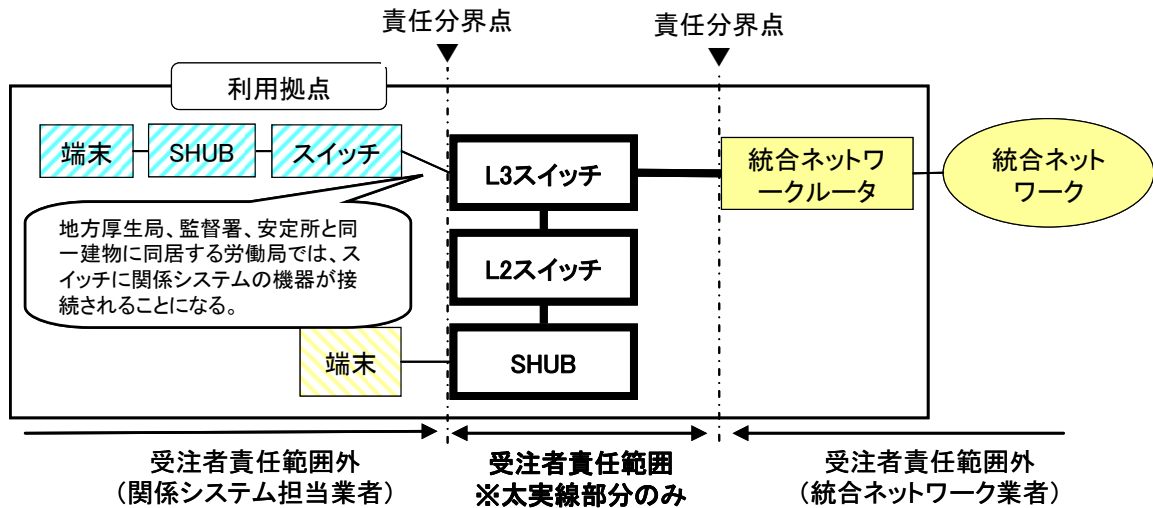 責任分界点
責任分界点
利用拠点
端末
SHUB
スイッチ
L3スイッチ
統合ネットワ
ークルータ
統合ネット
ワーク
地方厚生局、監督署、安定所と同
一建物に同居する労働局では、スイ
ッチに関係システムの機器が接
続されることになる。
L2スイッチ
端末
SHUB
受注者責任範囲外
（関係システム担当業者）
受注者責任範囲
※太実線部分のみ
受注者責任範囲外
（統合ネットワーク業者）